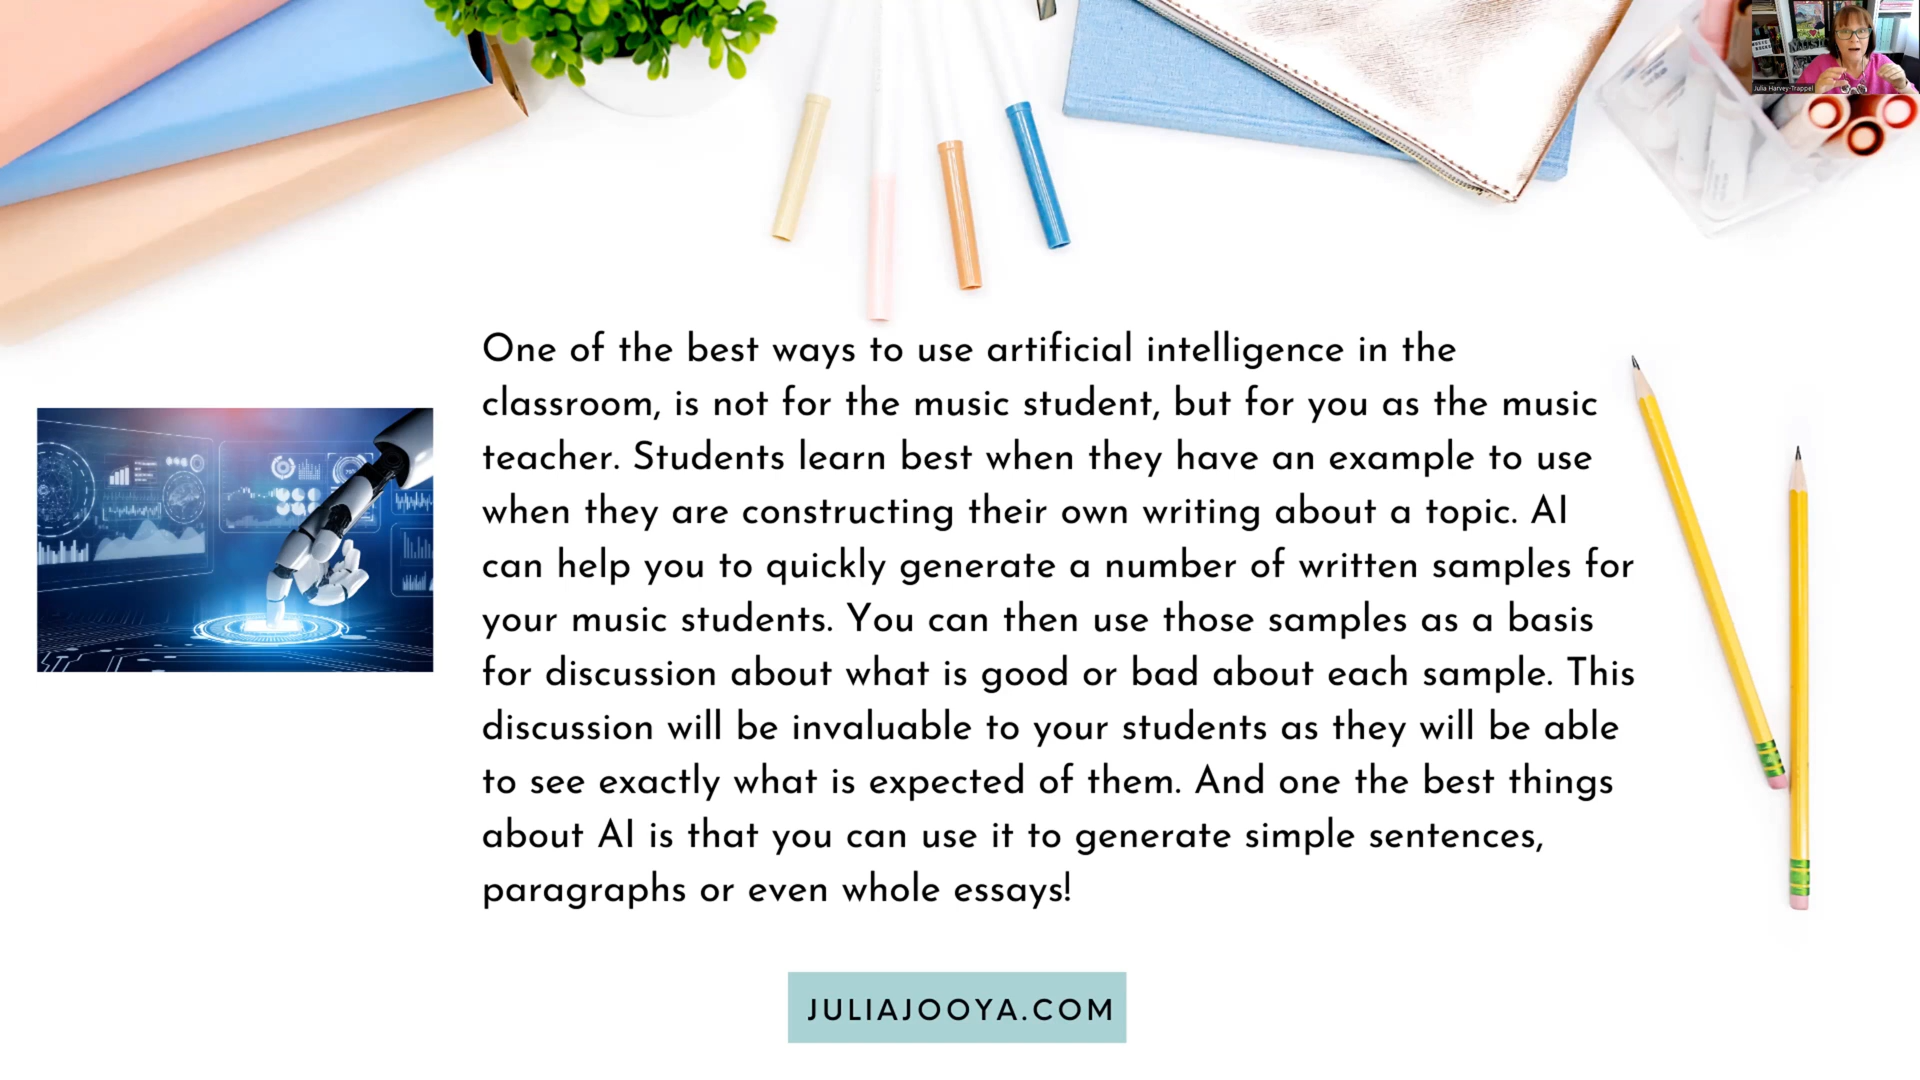 Julia Harvey-Trappel
One of the best ways to use artificial intelligence in the
classroom, is not for the music student, but for you as the music
teacher. Students learn best when they have an example to use
when they are constructing their own writing about a topic. AI
can help you to quickly generate a number of written samples for
your music students. You can then use those samples as a basis
for discussion about what is good or bad about each sample. This
discussion will be invaluable to your students as they will be able
to see exactly what is expected of them. And one the best things
about AI is that you can use it to generate simple sentences,
paragraphs or even whole essays!
JULIAJOOYA.COM